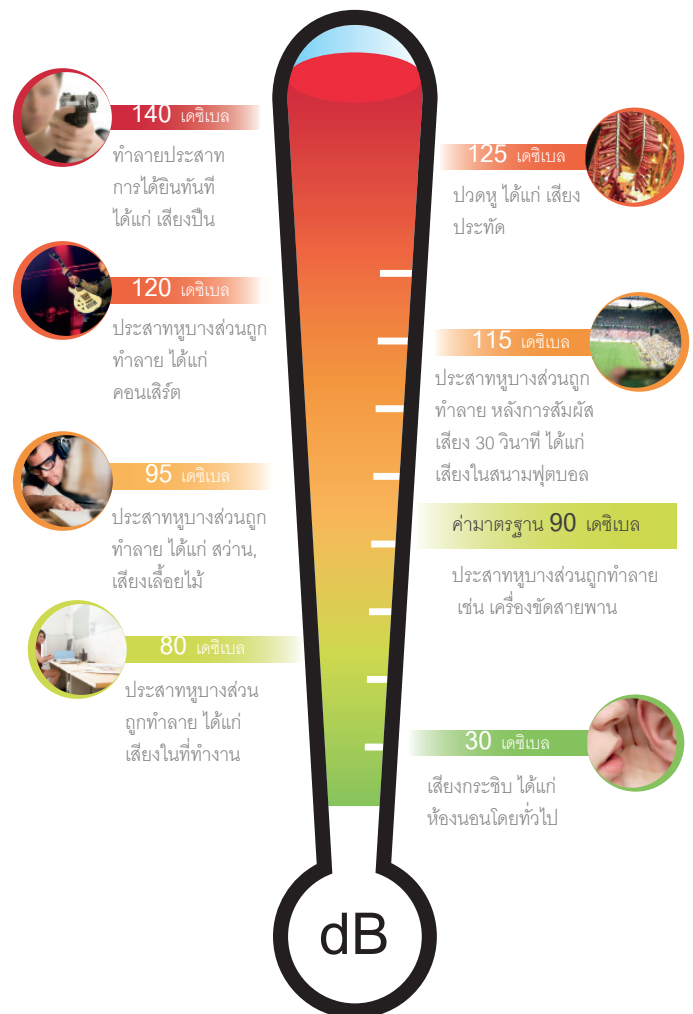 140 เดซิเบล
ทำลายประสาท
การได้ยินทันที
ได้แก่ เสียงปืน
125 เดซิเบล
ปวดหู ได้แก่ เสียง
ประทัด
120 เดซิเบล
ประสาทหูบางส่วนถูก
ทำลาย ได้แก่
คอนเสิร์ต
115 เดซิเบล
ประสาทหูบางส่วนถูก
ทำลาย หลังการสัมผัส
เสียง 30 วินาที ได้แก่
เสียงในสนามฟุตบอล
95 เดซิเบล
ประสาทหูบางส่วนถูก
ทำลาย ได้แก่ สว่าน,
เสียงเลื้อยไม้
ค่ามาตรฐาน 90 เดซิเบล
ประสาทหูบางส่วนถูกทำลาย
เช่น เครื่องขัดสายพาน
80 เดซิเบล
ประสาทหูบางส่วน
ถูกทำลาย ได้แก่
เสียงในที่ทำงาน
30 เดซิเบล
เสียงกระซิบ ได้แก่
ห้องนอนโดยทั่วไป
dB